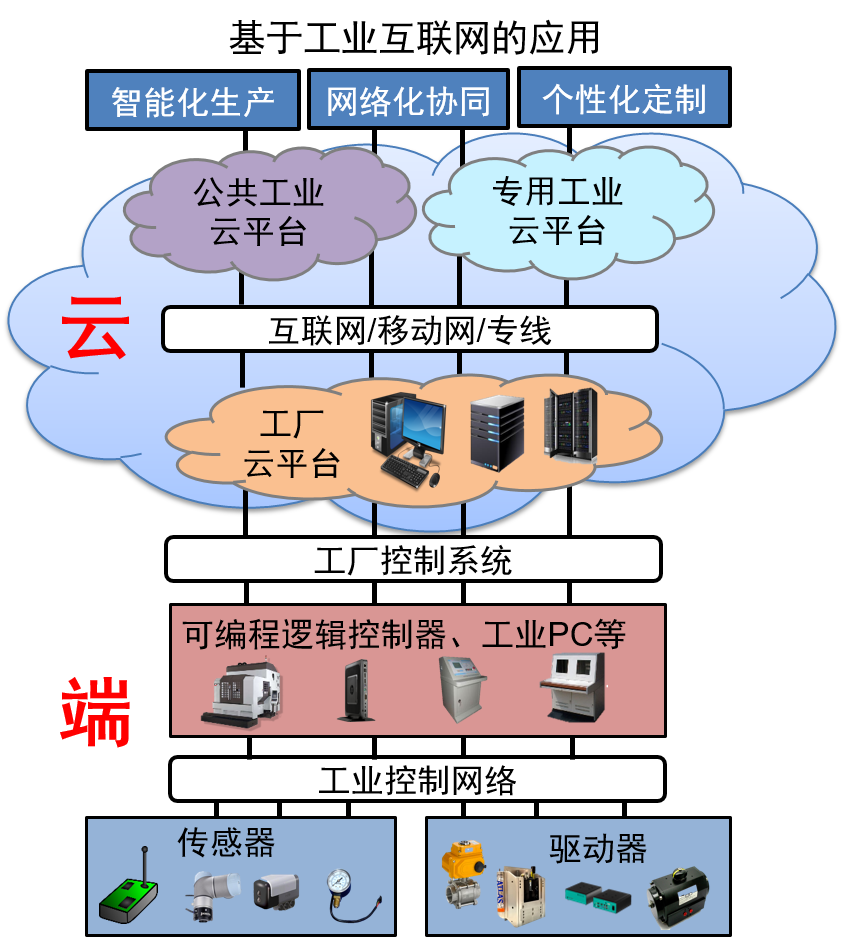 基于工业互联网的应用
智能化生产
网络化协同
个性化定制
公共工业
云平台
专用工业
云平台
云
互联网/移动网/专线
工厂
云平台
工厂控制系统
可编程逻辑控制器、工业PC等
端
工业控制网络
传感器
驱动器
ATLAS